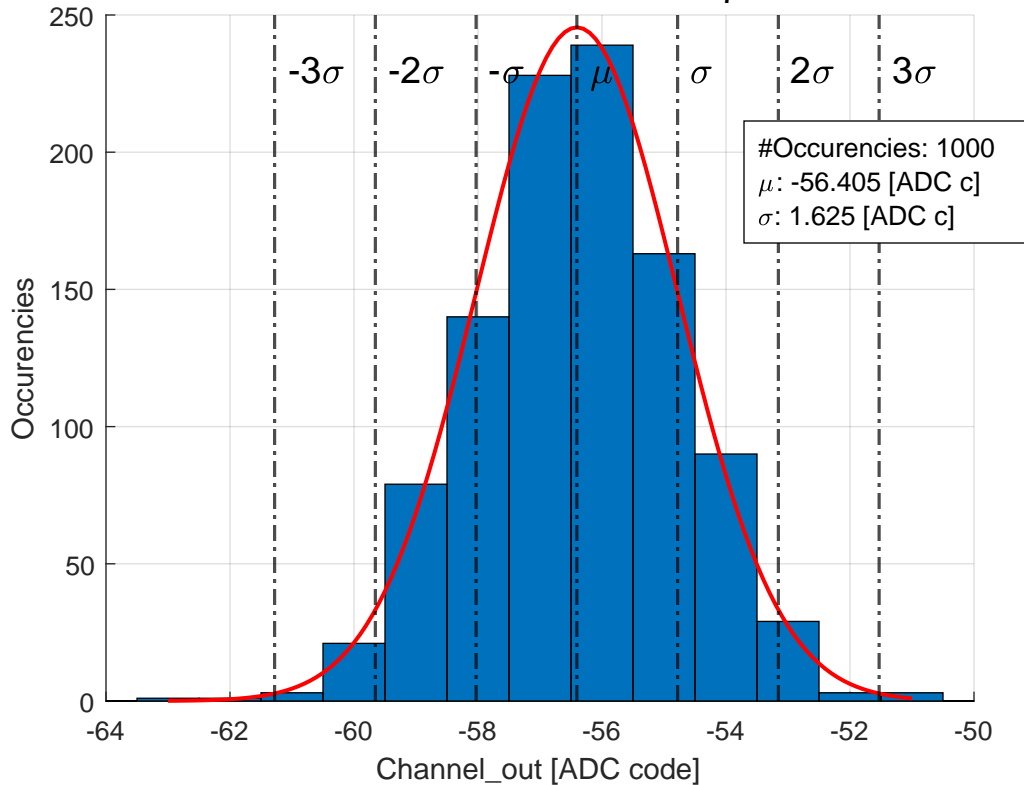 250
200
150
100
50
0
-3σ -2σ -σ μ σ 2σ 3σ
#Occurencies: 1000
μ: -56.405 [ADC c]
σ: 1.625 [ADC c]
Occurencies
-64 -62 -60 -58 -56 -54 -52 -50
Channel_out [ADC code]